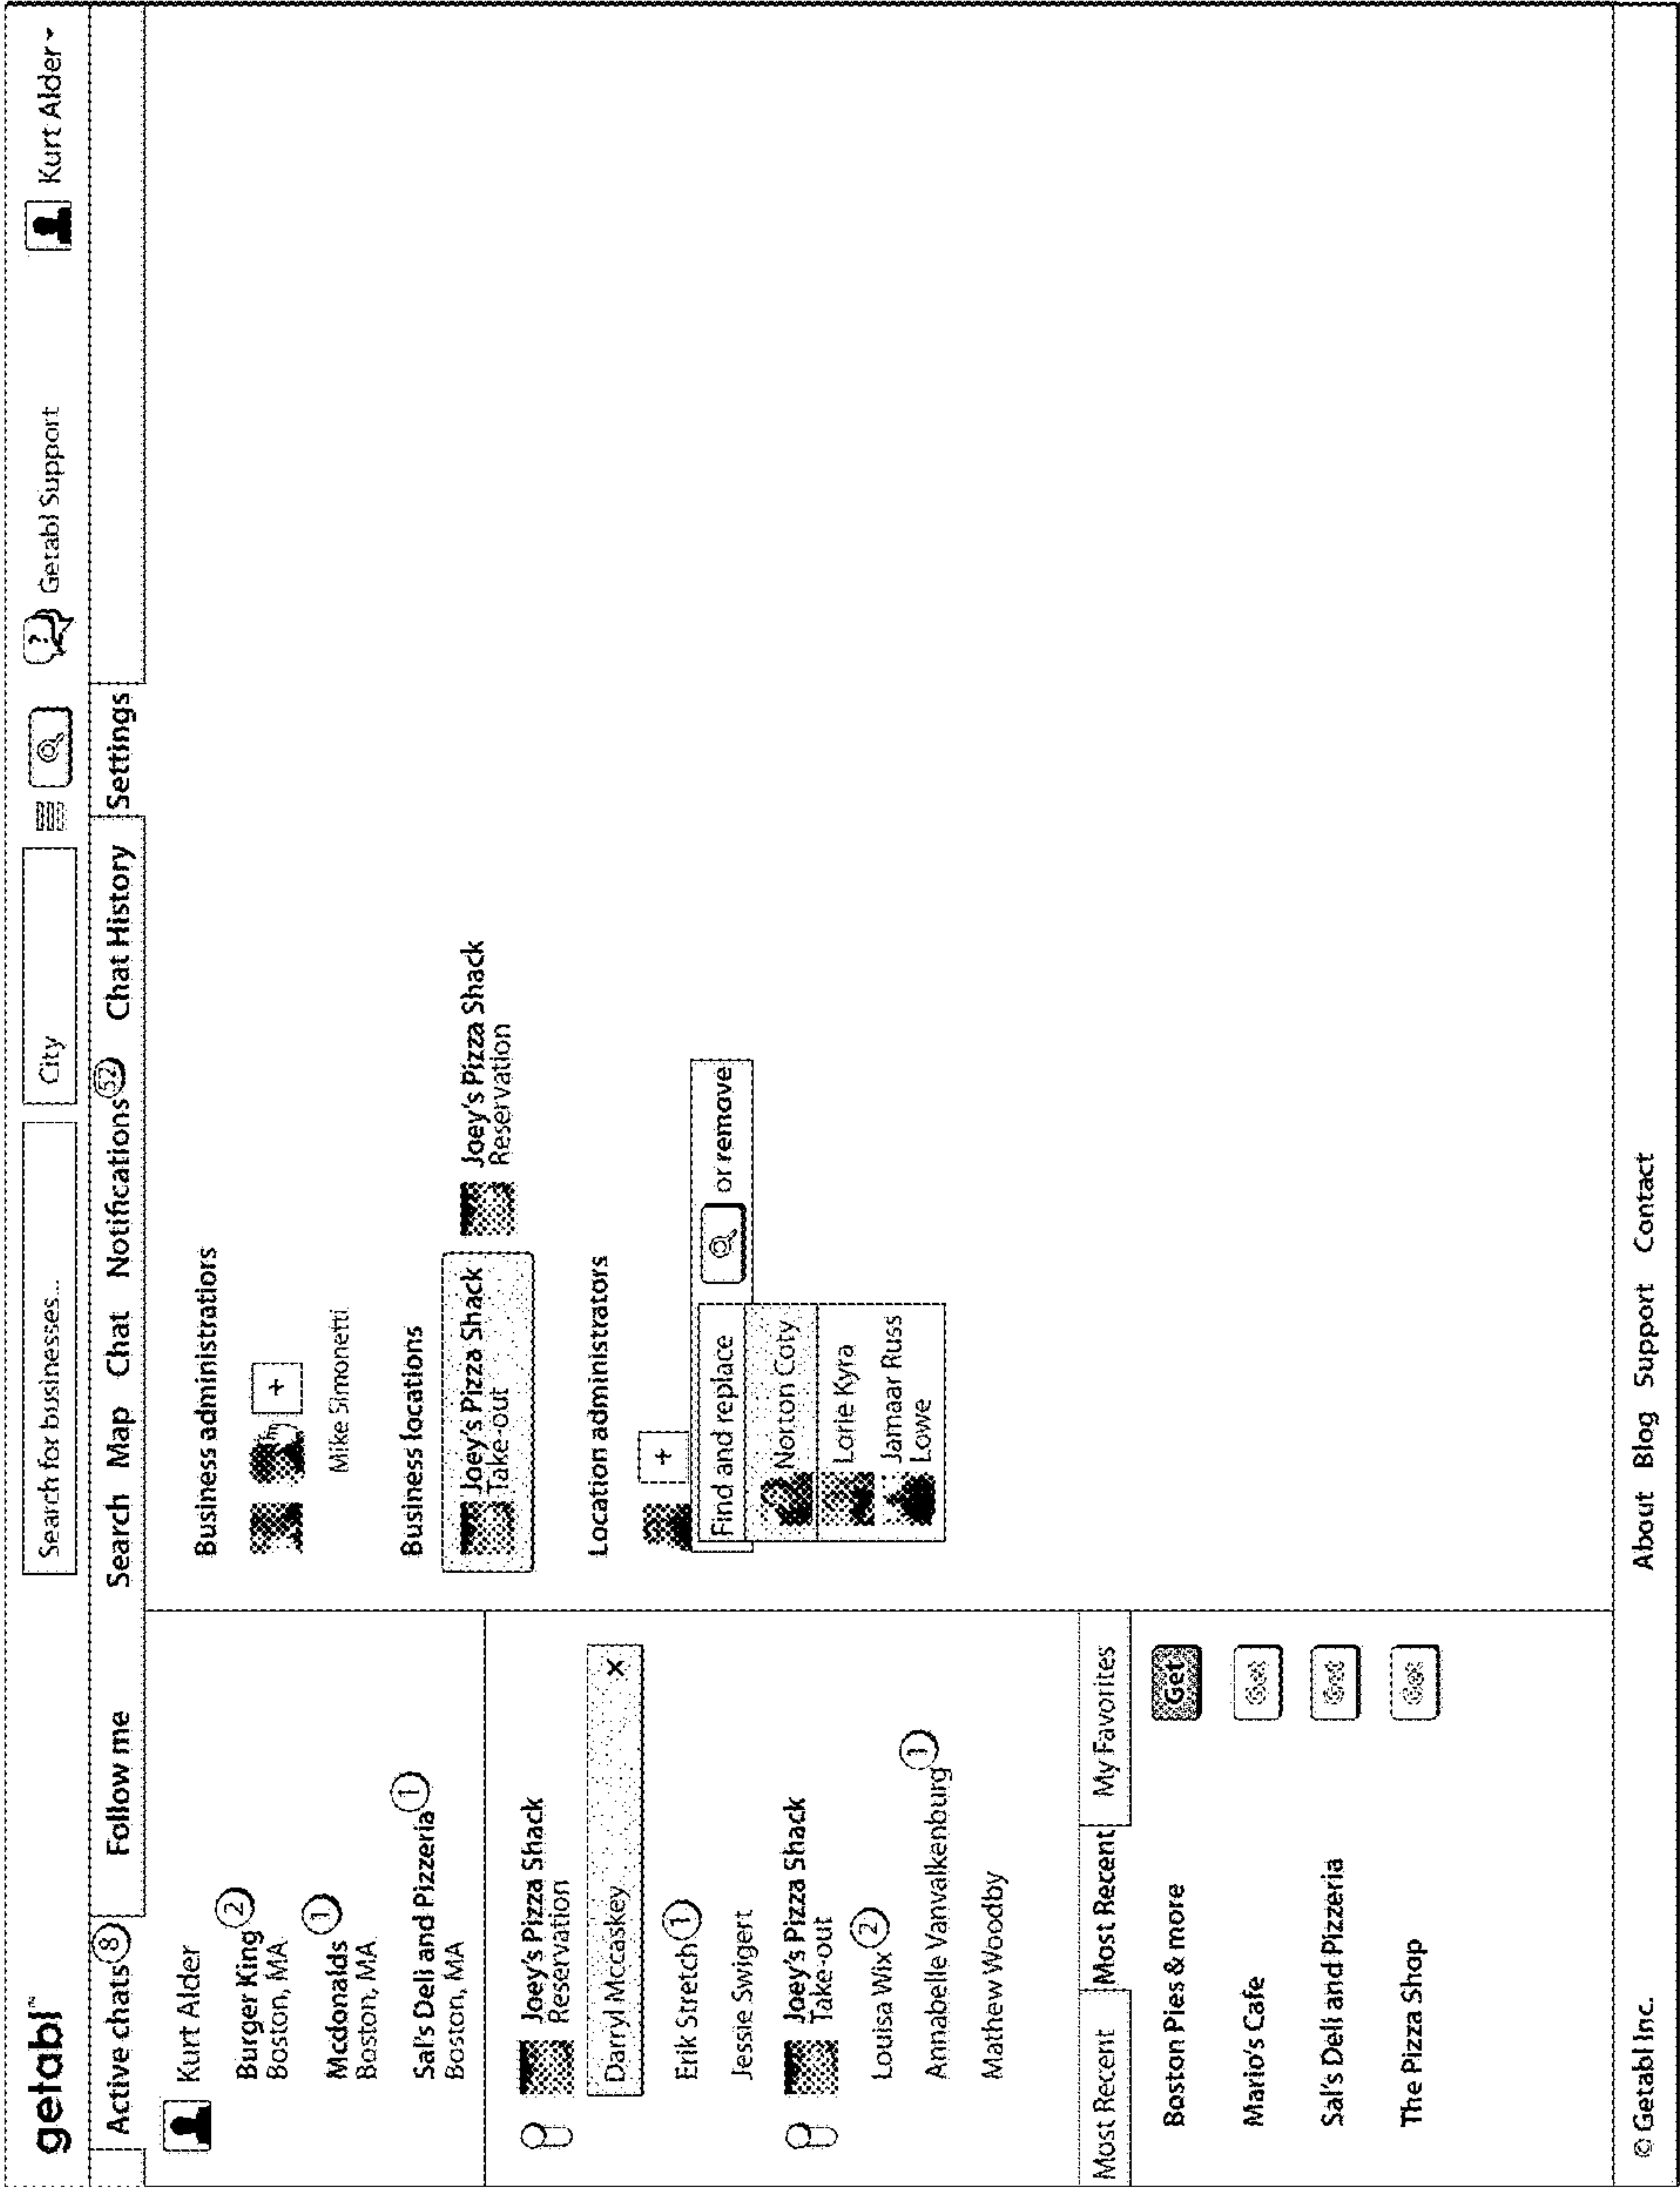 getabl™
Search for businesses...
City
Getabl Support
Kurt Alder
Active chats 8
Follow me
Search
Map
Chat
Notifications 52
Chat History
Settings
Kurt Alder
Burger King 2
Boston, MA
Mcdonalds 1
Boston, MA
Sal's Deli and Pizzeria 1
Boston, MA
Joey's Pizza Shack
Reservation
Darryl Mccaskey x
Erik Stretch 1
Jessie Swigert
Joey's Pizza Shack
Take-out
Louisa Wix 2
Annabelle Vanvalkenburg 1
Mathew Woodby
Most Recent
Most Recent
My Favorites
Boston Pies & more
Get
Mario's Cafe
Get
Sal's Deli and Pizzeria
Get
The Pizza Shop
Get
Business administrations
+
Mike Simonetti
Business locations
Joey's Pizza Shack
Take-out
Joey's Pizza Shack
Reservation
Location administrators
+
Find and replace
or remove
Norton Coty
Lorie Kyra
Jamaar Russ
Lowe
© Getabl Inc.
About Blog Support Contact